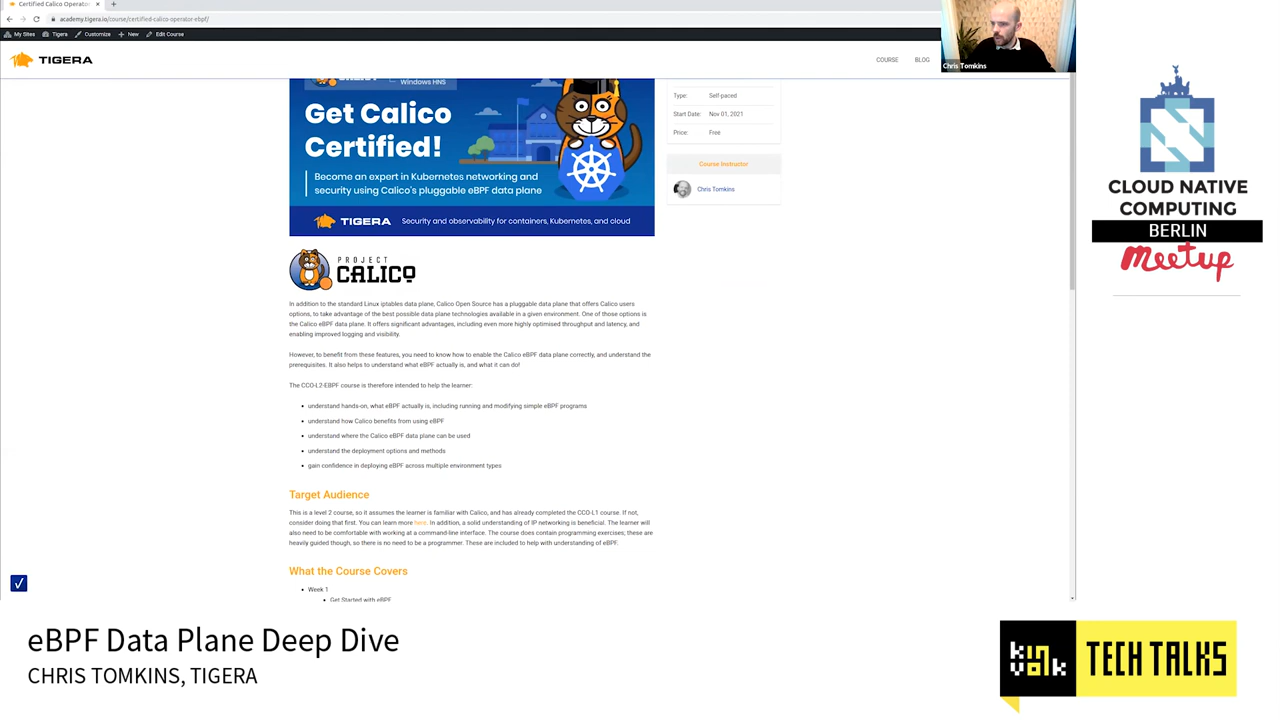 Certified Calico Operator
academy.tigera.io/course/certified-calico-operator-ebpf/
My Sites
Tigera
Customize
New
Edit Course
TIGERA
COURSE
BLOG
Chris Tomkins
Windows HNS
Get Calico
Certified!
Become an expert in Kubernetes networking and
security using Calico's pluggable eBPF data plane
TIGERA
Security and observability for containers, Kubernetes, and cloud
Type: Self-paced
Start Date: Nov 01, 2021
Price: Free
Course Instructor
Chris Tomkins
PROJECT
CALICO
In addition to the standard Linux iptables data plane, Calico Open Source has a pluggable data plane that offers Calico users
options, to take advantage of the best possible data plane technologies available in a given environment. One of those options is
the Calico eBPF data plane. It offers significant advantages, including even more highly optimised throughput and latency, and
enabling improved logging and visibility.
However, to benefit from these features, you need to know how to enable the Calico eBPF data plane correctly, and understand the
prerequisites. It also helps to understand what eBPF actually is, and what it can do!
The CCO-L2-EBPF course is therefore intended to help the learner:
• understand hands-on, what eBPF actually is, including running and modifying simple eBPF programs
• understand how Calico benefits from using eBPF
• understand where the Calico eBPF data plane can be used
• understand the deployment options and methods
• gain confidence in deploying eBPF across multiple environment types
Target Audience
This is a level 2 course, so it assumes the learner is familiar with Calico, and has already completed the CCO-L1 course. If not,
consider doing that first. You can learn more here. In addition, a solid understanding of IP networking is beneficial. The learner will
also need to be comfortable with working at a command-line interface. The course does contain programming exercises; these are
heavily guided though, so there is no need to be a programmer. These are included to help with understanding of eBPF.
What the Course Covers
• Week 1
• Get Started with eBPF
CLOUD NATIVE
COMPUTING
BERLIN
meetup
eBPF Data Plane Deep Dive
CHRIS TOMKINS, TIGERA
kinvolk
TECH TALKS